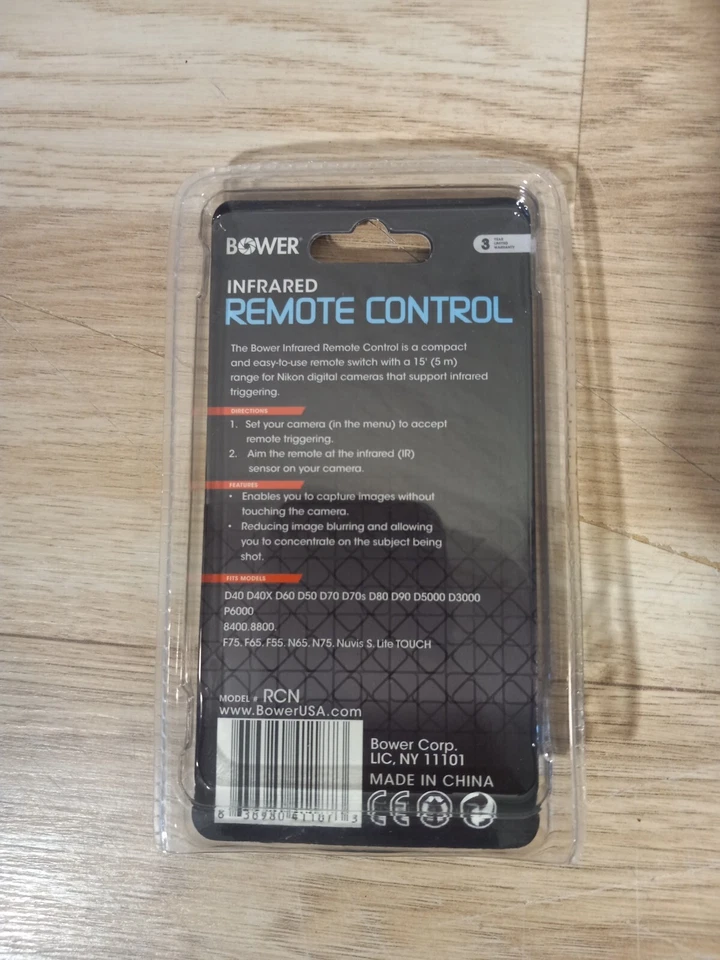 BOWER
3 YEAR LIMITED WARRANTY
INFRARED
REMOTE CONTROL
The Bower Infrared Remote Control is a compact
and easy-to-use remote switch with a 15' (5 m)
range for Nikon digital cameras that support infrared
triggering.
DIRECTIONS
1. Set your camera (in the menu) to accept
remote triggering.
2. Aim the remote at the infrared (IR)
sensor on your camera.
FEATURES
• Enables you to capture images without
touching the camera.
• Reducing image blurring and allowing
you to concentrate on the subject being
shot.
FITS MODELS
D40 D40X D60 D50 D70 D70s D80 D90 D5000 D3000
P6000
8400.8800.
F75. F65. F55. N65. N75. Nuvis S. Lite TOUCH
MODEL # RCN
www.BowerUSA.com
Bower Corp.
LIC, NY 11101
MADE IN CHINA
CE